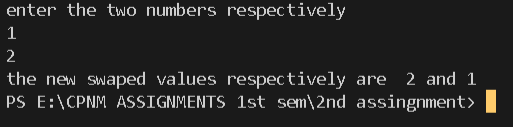 enter the two numbers respectively
1
2
the new swaped values respectively are  2 and 1
PS E:\CPNM ASSIGNMENTS 1st sem\2nd assingnment>